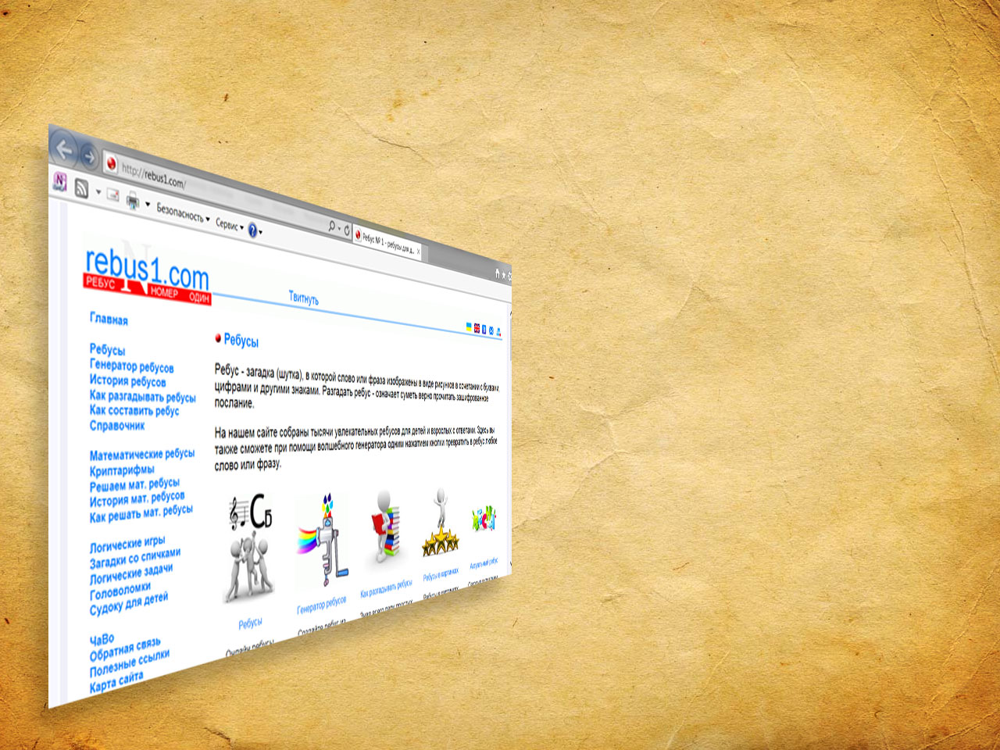 http://rebus1.com/
Ребус № 1 - ребусы для д...
Безопасность
Сервис
rebus1.com
РЕБУС N НОМЕР ОДИН
Твитнуть
Главная
Ребусы
Генератор ребусов
История ребусов
Как разгадывать ребусы
Как составить ребус
Справочник
Математические ребусы
Криптарифмы
Решаем мат. ребусы
История мат. ребусов
Как решать мат. ребусы
Логические игры
Загадки со спичками
Логические задачи
Головоломки
Судоку для детей
ЧаВо
Обратная связь
Полезные ссылки
Карта сайта
Ребусы
Ребус - загадка (шутка), в которой слово или фраза изображены в виде рисунков в сочетании с буквами,
цифрами и другими знаками. Разгадать ребус - означает суметь верно прочитать зашифрованное
послание.
На нашем сайте собраны тысячи увлекательных ребусов для детей и взрослых с ответами. Здесь вы
также сможете при помощи волшебного генератора одним нажатием кнопки превратить в ребус любое
слово или фразу.
СБ
Ребусы
Генератор ребусов
Как разгадывать ребусы
Ребусы в картинках
Актуальный ребус
Онлайн ребусы
Создайте ребус из